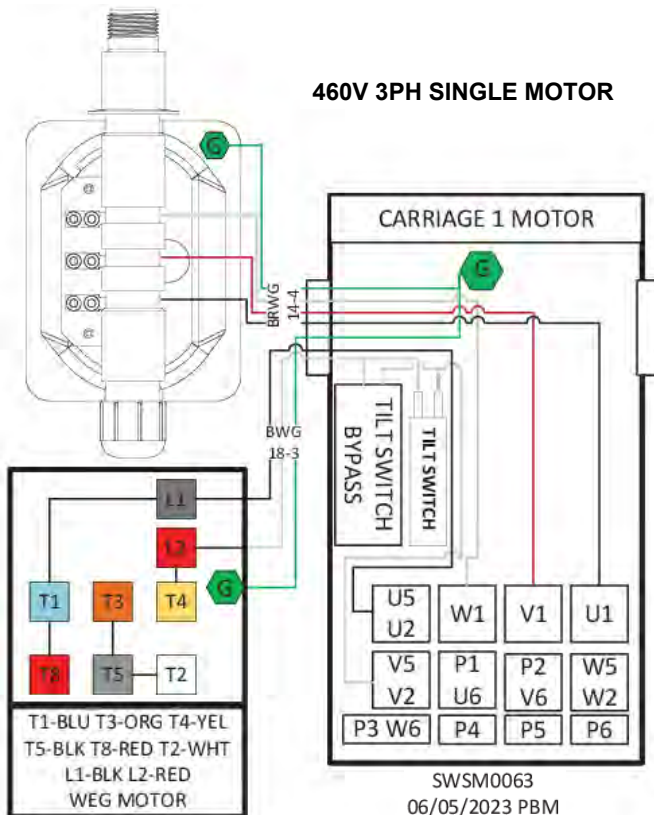 460V 3PH SINGLE MOTOR
G
CARRIAGE 1 MOTOR
G
BRWG
14-4
BWG
18-3
TILT SWITCH
BYPASS
TILT SWITCH
L1
L2
T1
T3
T4
G
T8
T5
T2
U5
U2
W1
V1
U1
V5
V2
P1
U6
P2
V6
W5
W2
P3 W6
P4
P5
P6
T1-BLU T3-ORG T4-YEL
T5-BLK T8-RED T2-WHT
L1-BLK L2-RED
WEG MOTOR
SWSM0063
06/05/2023 PBM